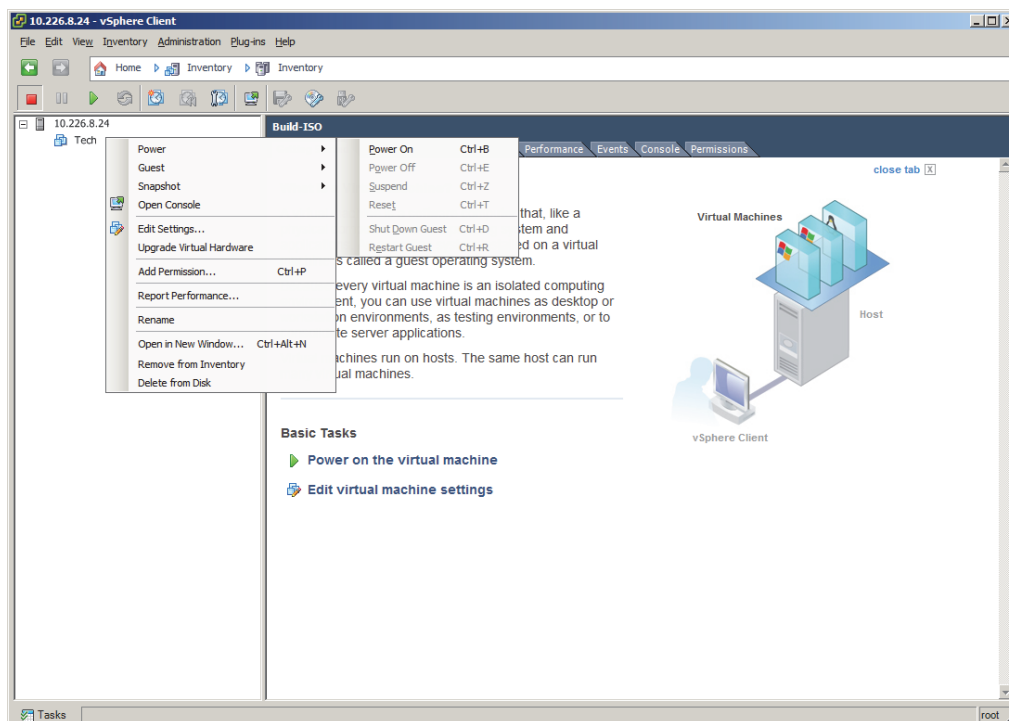 10.226.8.24 - vSphere Client
File Edit View Inventory Administration Plug-ins Help
Home Inventory Inventory
10.226.8.24
Tech
Build-ISO
Performance Events Console Permissions
close tab X
Power
Guest
Snapshot
Open Console
Edit Settings...
Upgrade Virtual Hardware
Add Permission... Ctrl+P
Report Performance...
Rename
Open in New Window... Ctrl+Alt+N
Remove from Inventory
Delete from Disk
Power On Ctrl+B
Power Off Ctrl+E
Suspend Ctrl+Z
Reset Ctrl+T
Shut Down Guest Ctrl+D
Restart Guest Ctrl+R
that, like a
tem and
ed on a virtual
s called a guest operating system.
every virtual machine is an isolated computing
ent, you can use virtual machines as desktop or
on environments, as testing environments, or to
te server applications.
achines run on hosts. The same host can run
ual machines.
Virtual Machines
Host
vSphere Client
Basic Tasks
Power on the virtual machine
Edit virtual machine settings
Tasks
root